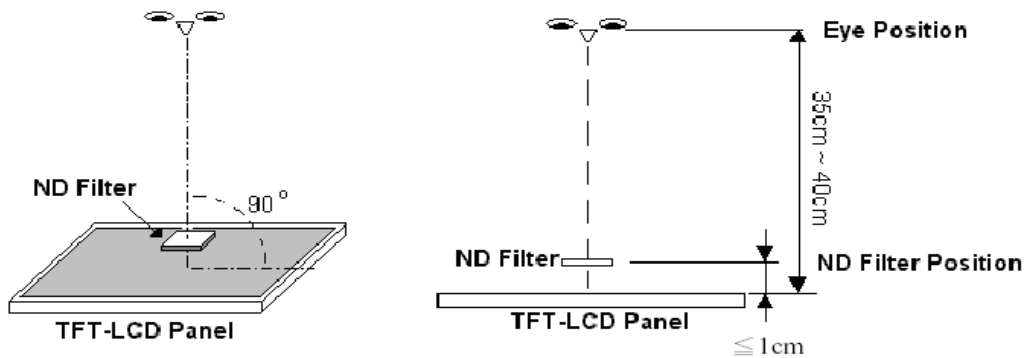 ND Filter
90°
TFT-LCD Panel
Eye Position
35cm ~ 40cm
ND Filter
ND Filter Position
TFT-LCD Panel
≦1cm